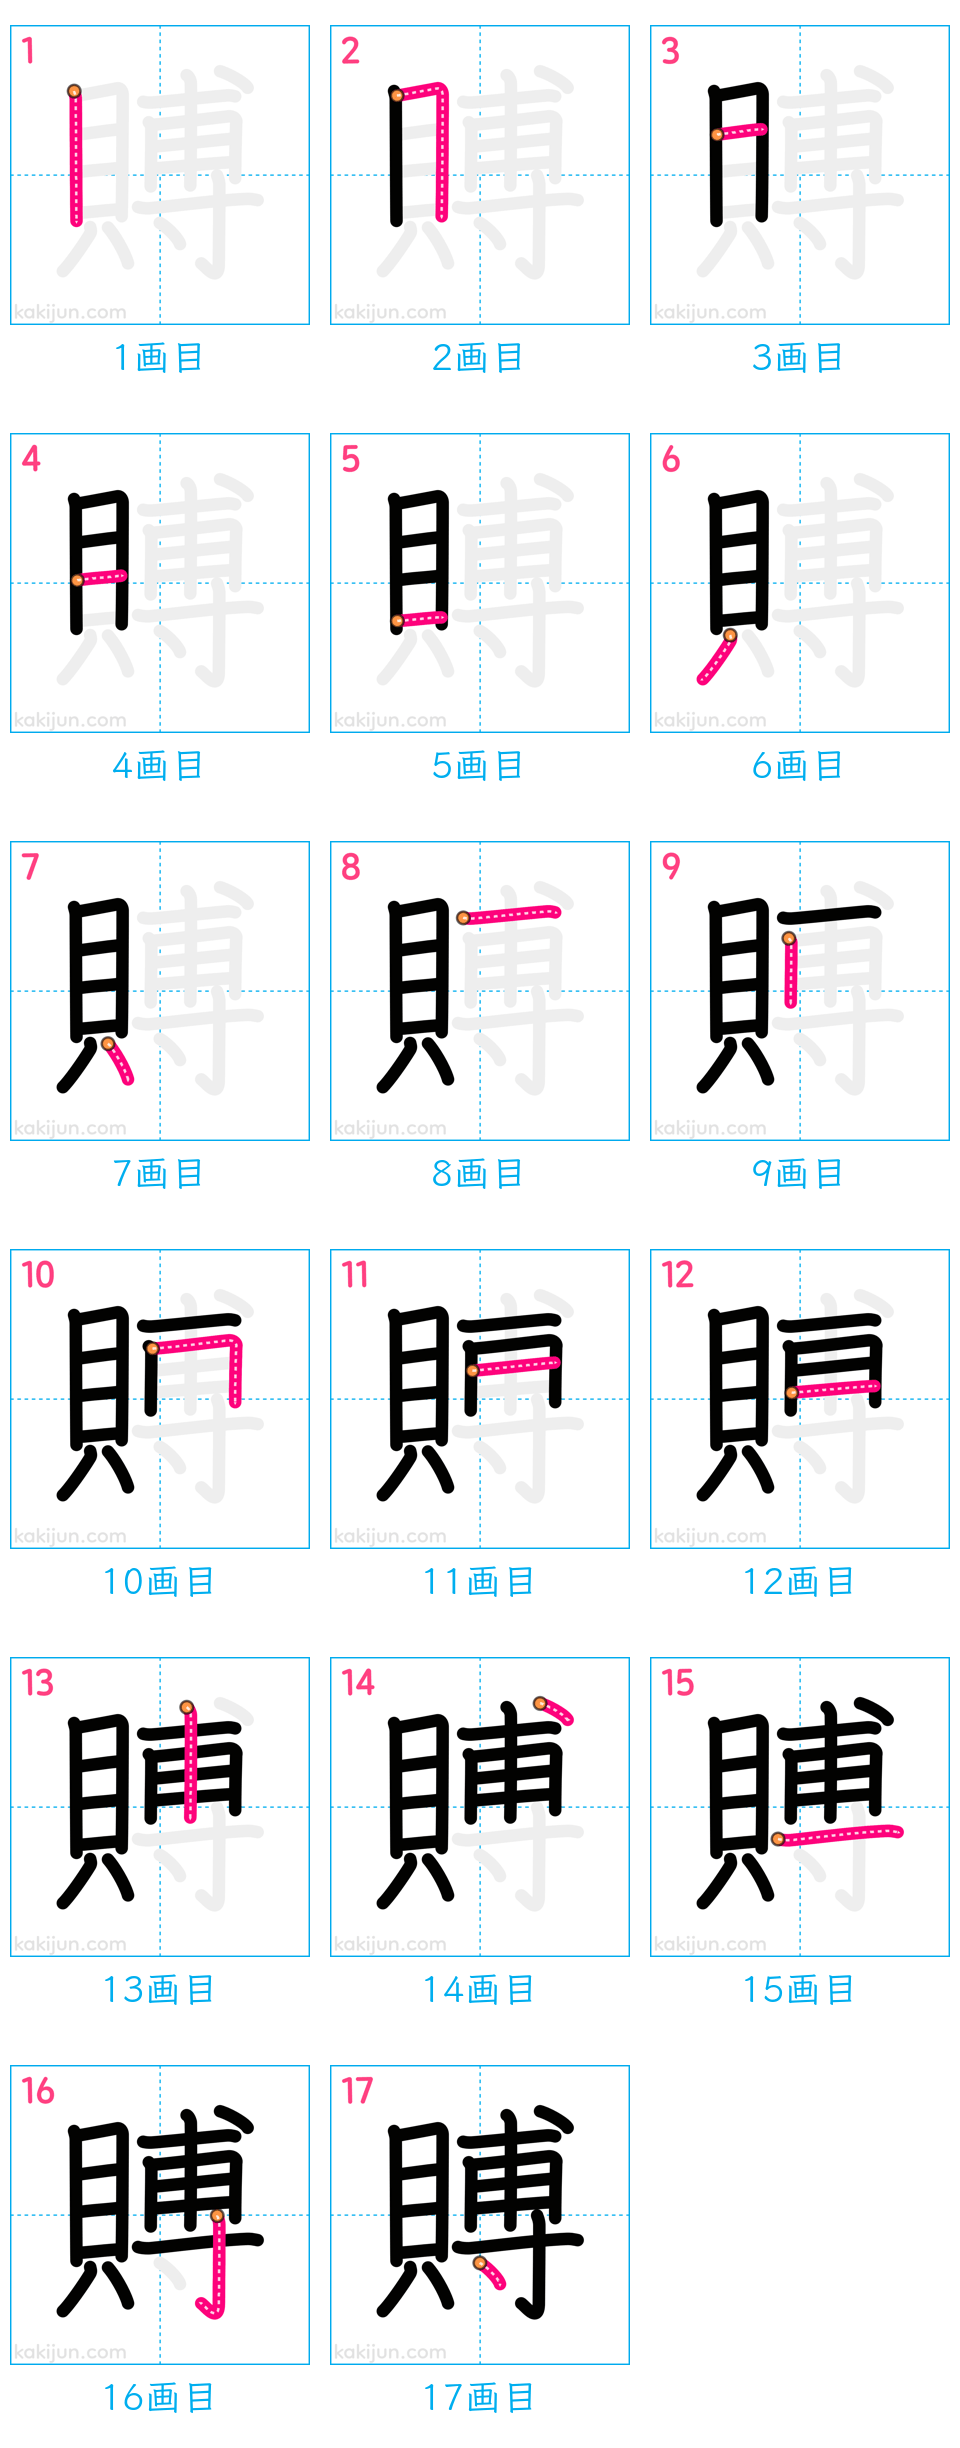 1 2 3
kakijun.com kakijun.com kakijun.com
1画目 2画目 3画目
4 5 6
kakijun.com kakijun.com kakijun.com
4画目 5画目 6画目
7 8 9
kakijun.com 賻 kakijun.com kakijun.com
7画目 8画目 9画目
10 11 12
kakijun.com kakijun.com kakijun.com
10画目 11画目 12画目
13 14 15
kakijun.com kakijun.com kakijun.com
13画目 14画目 15画目
16 17
賻 賻
kakijun.com kakijun.com
16画目 17画目